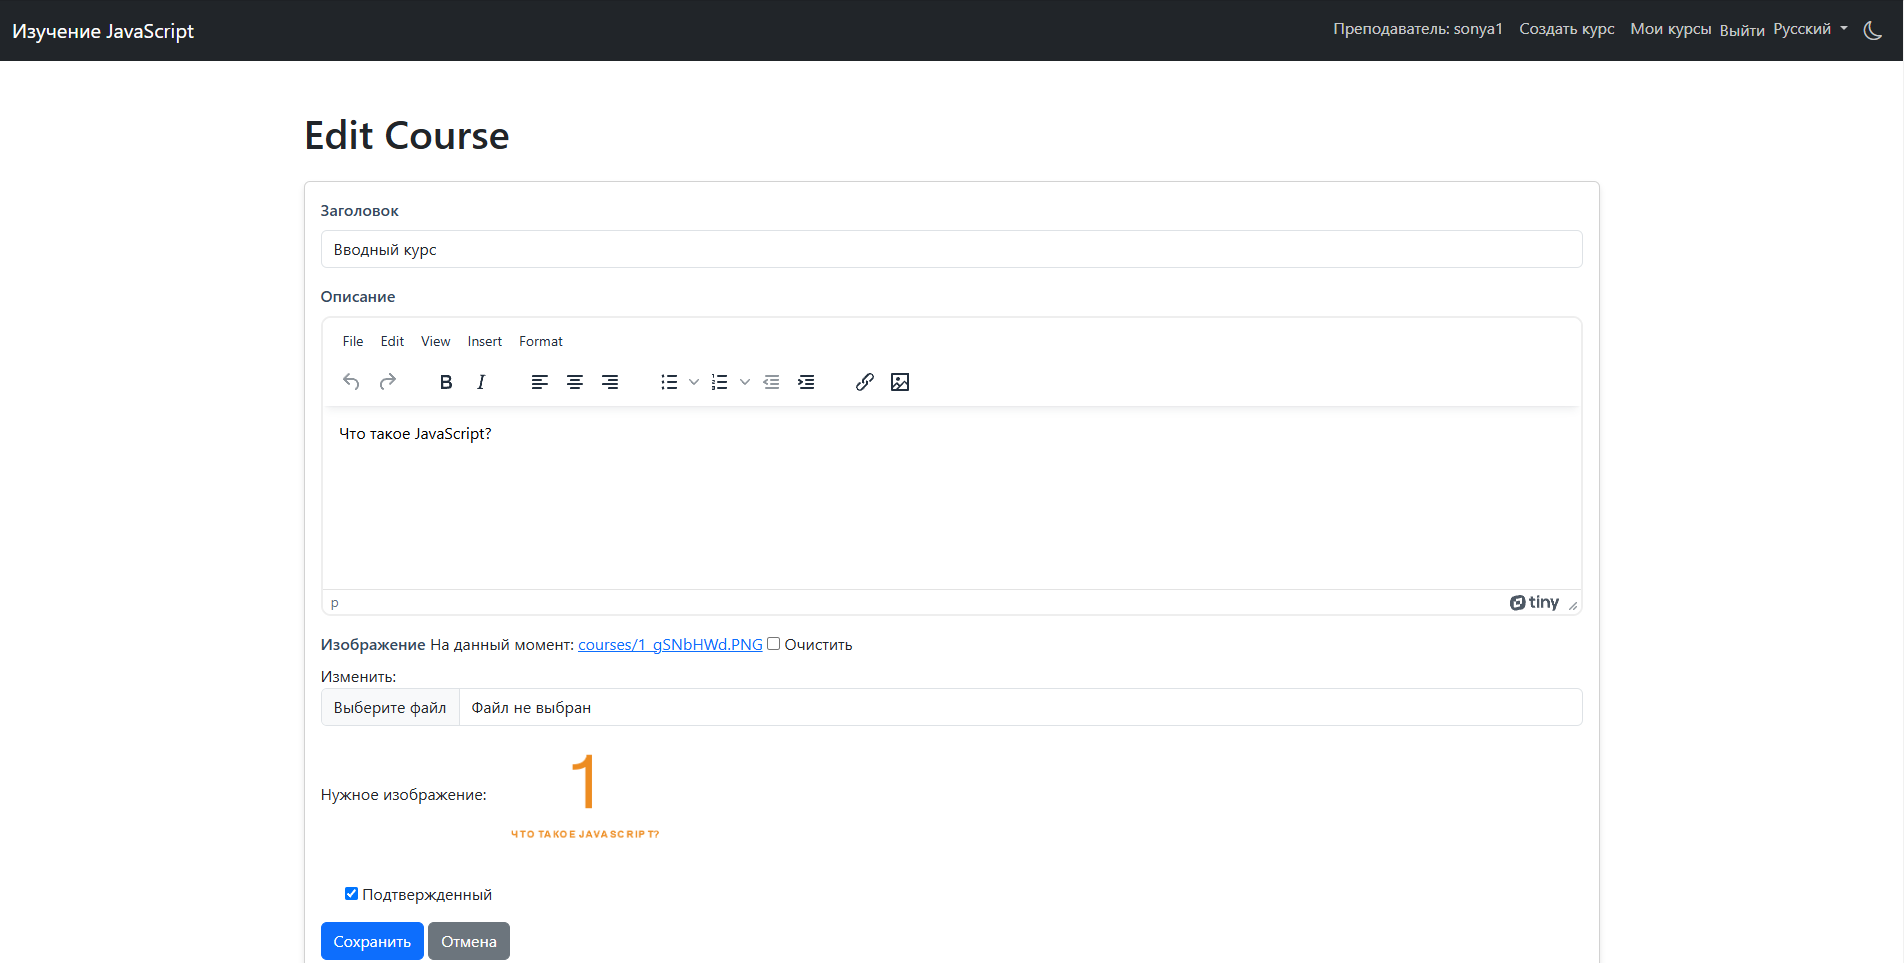 Изучение JavaScript
Преподаватель: sonya1 Создать курс Мои курсы Выйти Русский
Edit Course
Заголовок
Вводный курс
Описание
File Edit View Insert Format
B I
Что такое JavaScript?
p
tiny
Изображение На данный момент: courses/1_gSNbHWd.PNG Очистить
Изменить:
Выберите файл Файл не выбран
1
Нужное изображение:
ЧТО ТАКОЕ JAVASCRIPT?
Подтвержденный
Сохранить Отмена